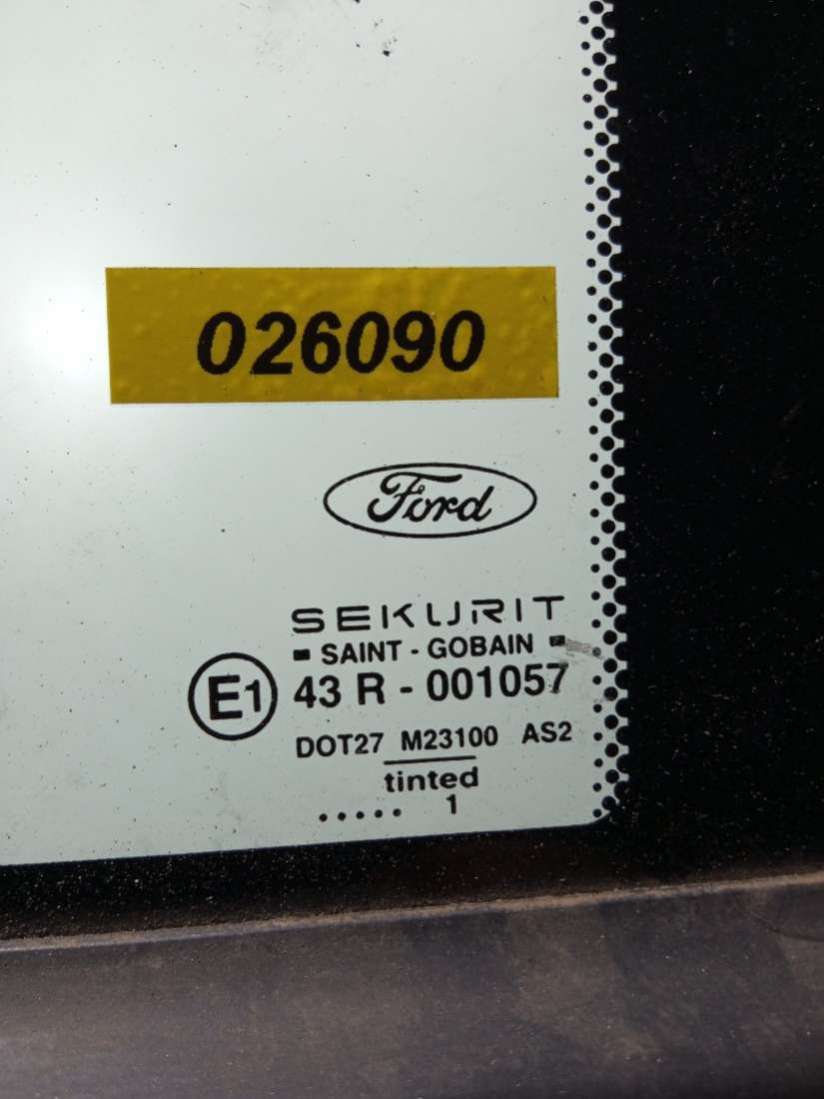 026090
Ford
SEKURIT
SAINT - GOBAIN
E1 43 R - 001057
DOT27 M23100 AS2
tinted
..... 1